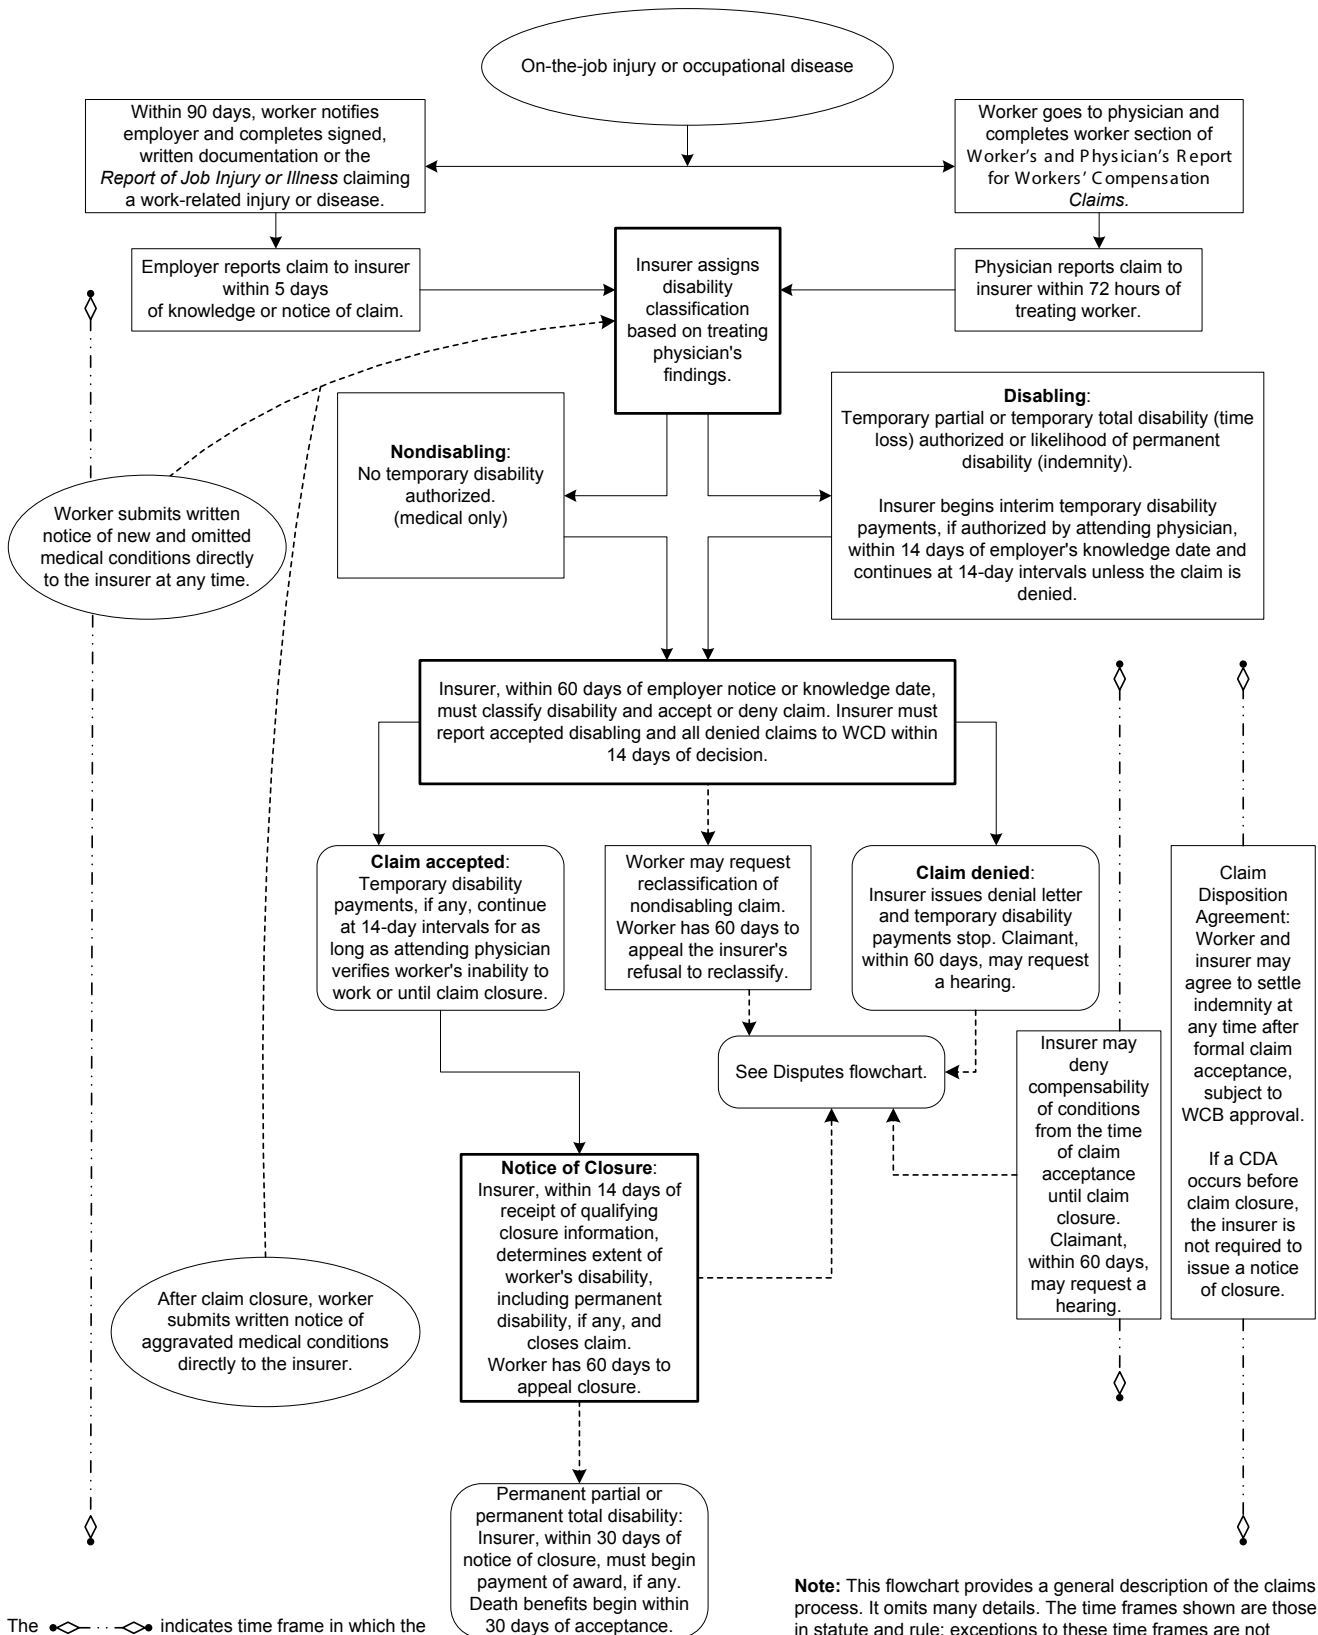 On-the-job injury or occupational disease
Within 90 days, worker notifies
employer and completes signed,
written documentation or the
Report of Job Injury or Illness claiming
a work-related injury or disease.
Worker goes to physician and
completes worker section of
Worker's and Physician's Report
for Workers' Compensation
Claims.
Employer reports claim to insurer
within 5 days
of knowledge or notice of claim.
Insurer assigns
disability
classification
based on treating
physician's
findings.
Physician reports claim to
insurer within 72 hours of
treating worker.
Nondisabling:
No temporary disability
authorized.
(medical only)
Disabling:
Temporary partial or temporary total disability (time
loss) authorized or likelihood of permanent
disability (indemnity).
Insurer begins interim temporary disability
payments, if authorized by attending physician,
within 14 days of employer's knowledge date and
continues at 14-day intervals unless the claim is
denied.
Worker submits written
notice of new and omitted
medical conditions directly
to the insurer at any time.
Insurer, within 60 days of employer notice or knowledge date,
must classify disability and accept or deny claim. Insurer must
report accepted disabling and all denied claims to WCD within
14 days of decision.
Claim accepted:
Temporary disability
payments, if any, continue
at 14-day intervals for as
long as attending physician
verifies worker's inability to
work or until claim closure.
Worker may request
reclassification of
nondisabling claim.
Worker has 60 days to
appeal the insurer's
refusal to reclassify.
Claim denied:
Insurer issues denial letter
and temporary disability
payments stop. Claimant,
within 60 days, may request
a hearing.
Claim
Disposition
Agreement:
Worker and
insurer may
agree to settle
indemnity at
any time after
formal claim
acceptance,
subject to
WCB approval.
If a CDA
occurs before
claim closure,
the insurer is
not required to
issue a notice
of closure.
See Disputes flowchart.
Insurer may
deny
compensability
of conditions
from the time
of claim
acceptance
until claim
closure.
Claimant,
within 60 days,
may request a
hearing.
Notice of Closure:
Insurer, within 14 days of
receipt of qualifying
closure information,
determines extent of
worker's disability,
including permanent
disability, if any, and
closes claim.
Worker has 60 days to
appeal closure.
After claim closure, worker
submits written notice of
aggravated medical conditions
directly to the insurer.
Permanent partial or
permanent total disability:
Insurer, within 30 days of
notice of closure, must begin
payment of award, if any.
Death benefits begin within
30 days of acceptance.
The indicates time frame in which the
Note: This flowchart provides a general description of the claims
process. It omits many details. The time frames shown are those
in statute and rule; exceptions to these time frames are not